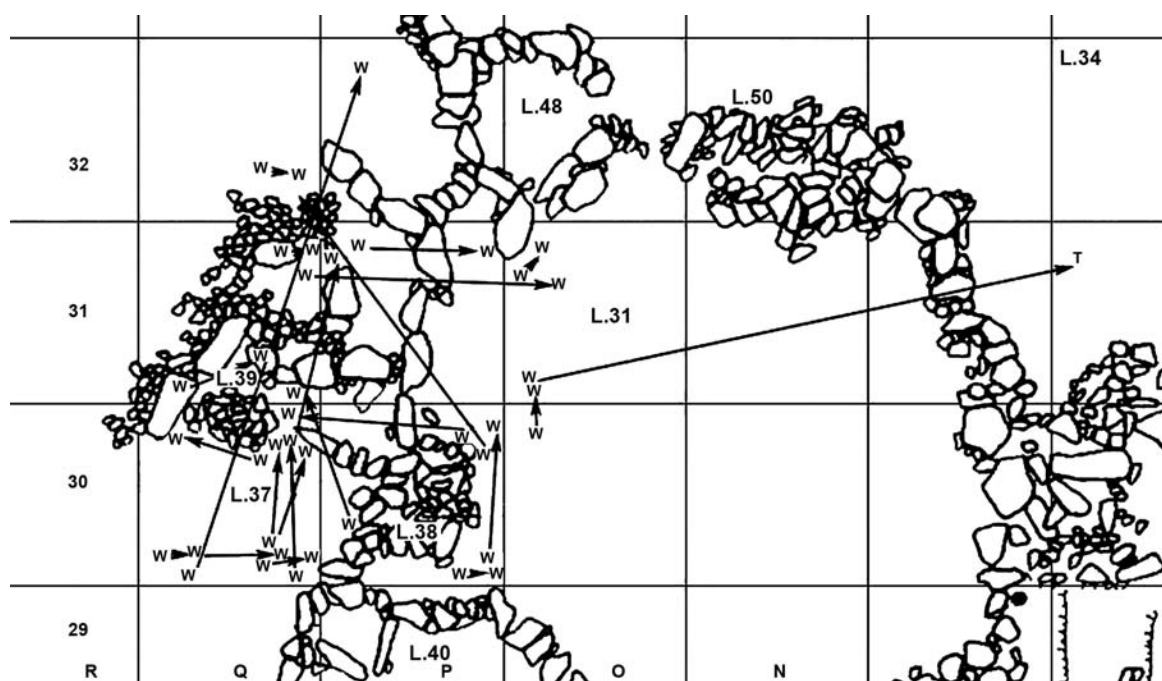 L.34
W
L.50
L.48
32
W W
W W W W W
W T
W W W
31 L.31
W
W L.39 W W
W
W W W
W W W W
W W W
30
L.37
W L.38
W
W W W W W
W
W W W W
29
L.40
R Q P O N